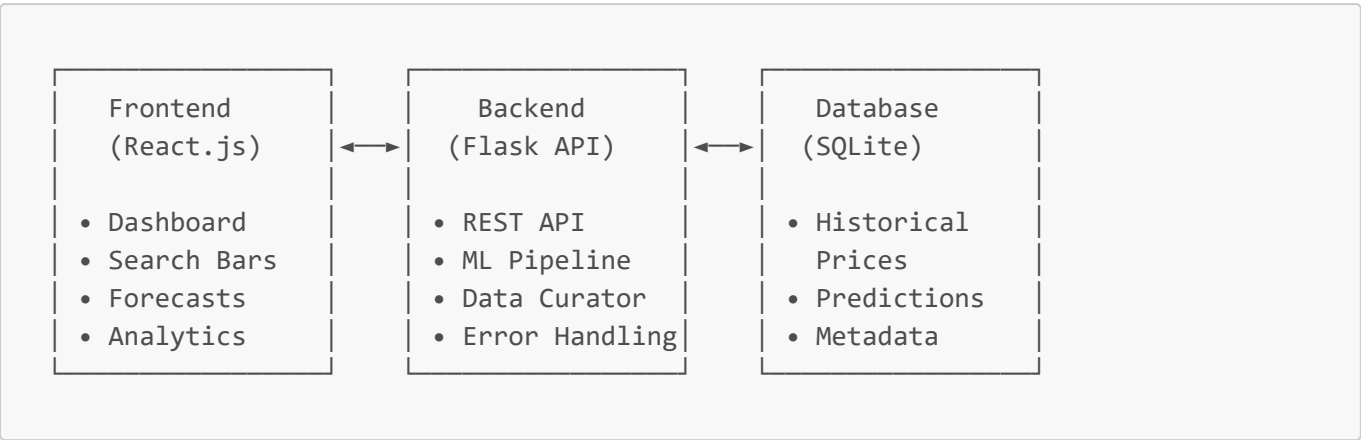 Frontend Backend Database
(React.js) (Flask API) (SQLite)
• Dashboard • REST API • Historical
• Search Bars • ML Pipeline Prices
• Forecasts • Data Curator • Predictions
• Analytics • Error Handling • Metadata